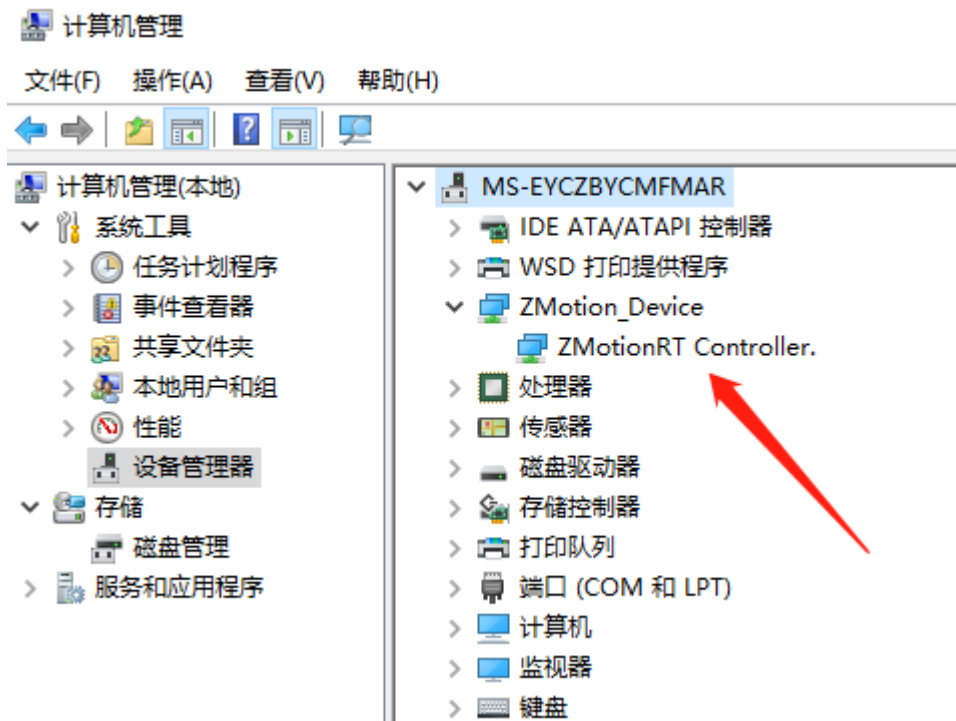 计算机管理
文件(F) 操作(A) 查看(V) 帮助(H)
计算机管理(本地)
系统工具
任务计划程序
事件查看器
共享文件夹
本地用户和组
性能
设备管理器
存储
磁盘管理
服务和应用程序
MS-EYCZBYCMFMAR
IDE ATA/ATAPI 控制器
WSD 打印提供程序
ZMotion_Device
ZMotionRT Controller.
处理器
传感器
磁盘驱动器
存储控制器
打印队列
端口 (COM 和 LPT)
计算机
监视器
键盘